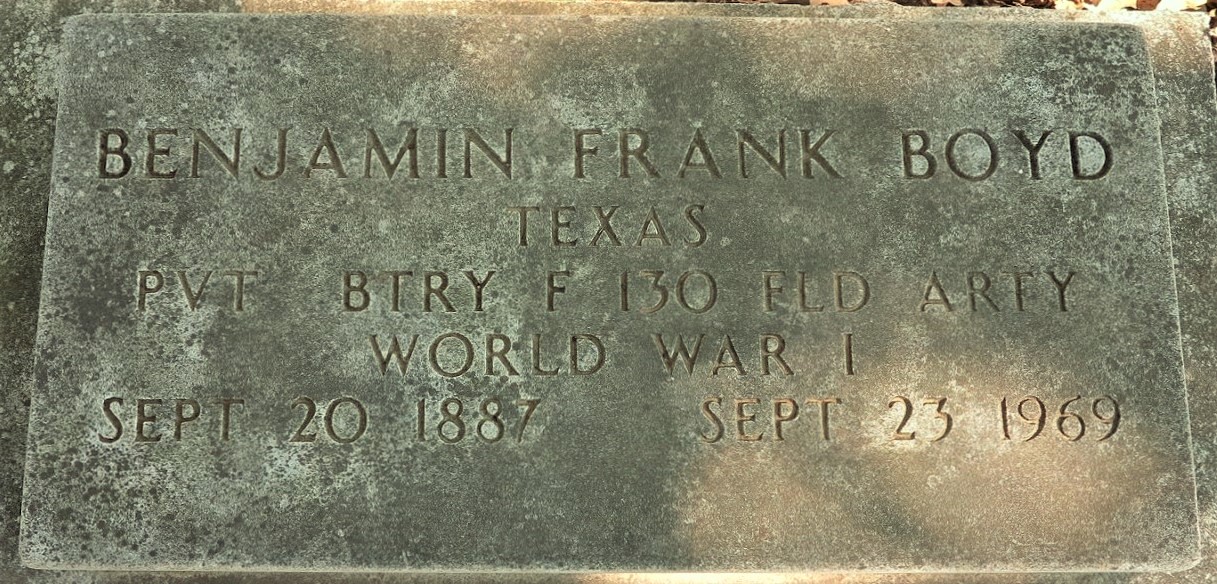 BENJAMIN FRANK BOYD
TEXAS
PVT BTRY F 130 FLD ARTY
WORLD WAR I
SEPT 20 1887 SEPT 23 1969